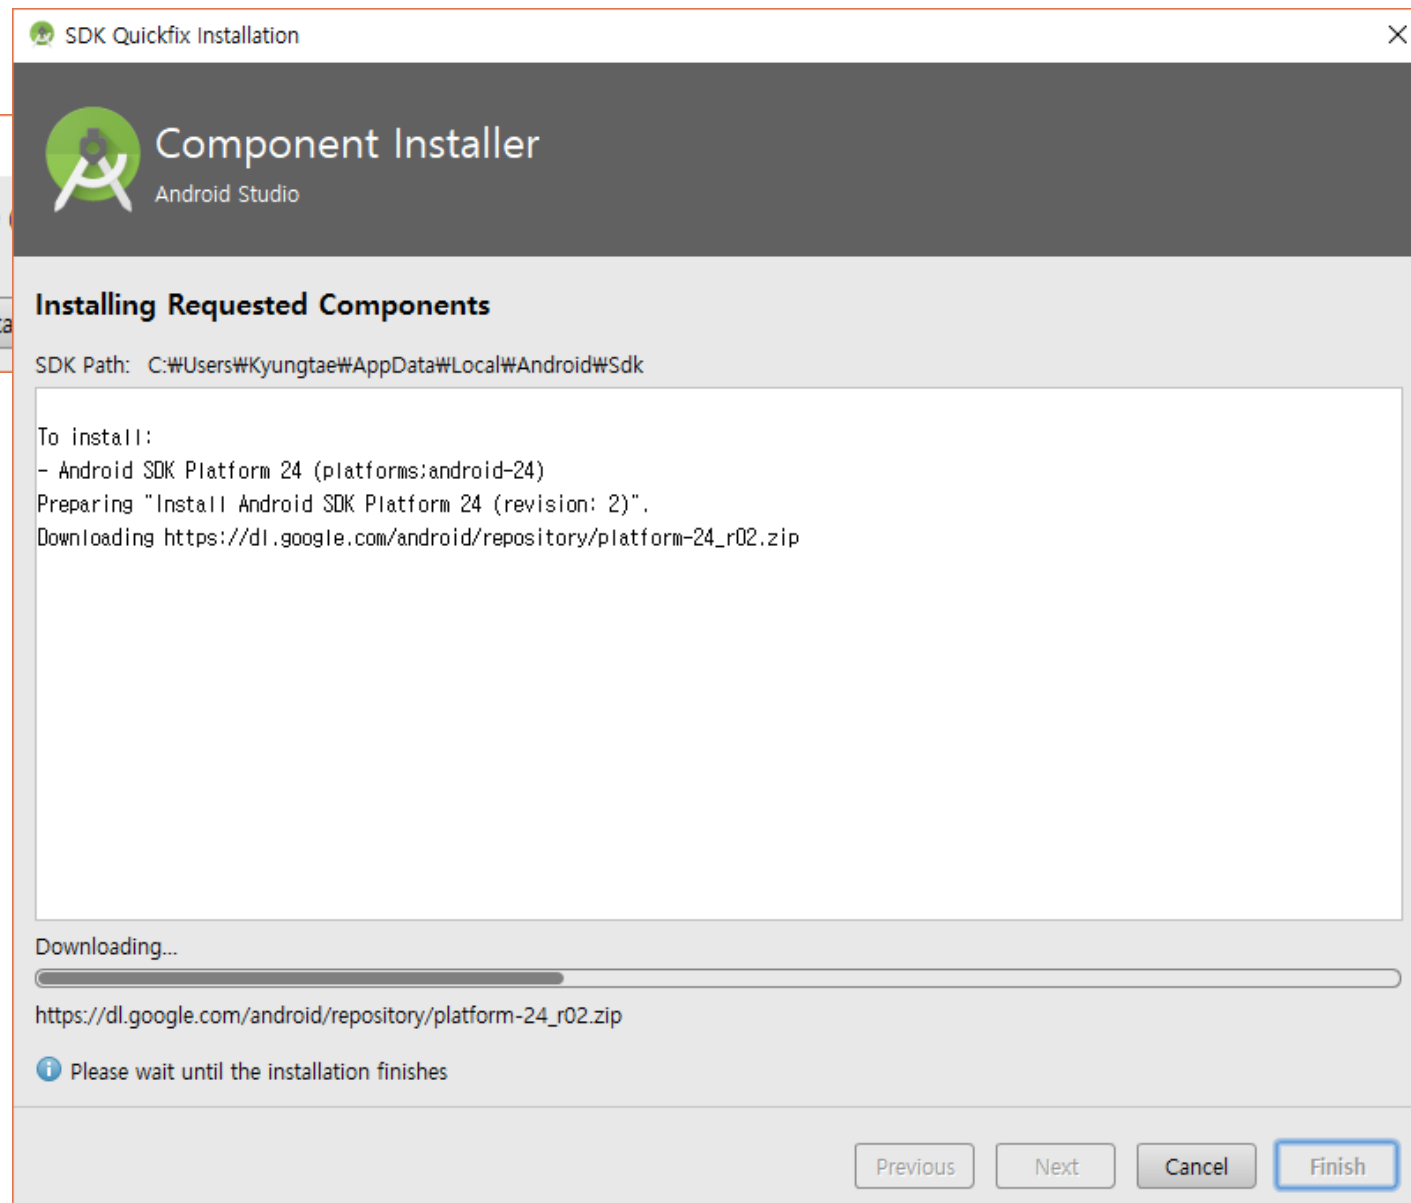 SDK Quickfix Installation
Component Installer
Android Studio
Installing Requested Components
SDK Path: C:₩Users₩Kyungtae₩AppData₩Local₩Android₩Sdk
To install:
- Android SDK Platform 24 (platforms;android-24)
Preparing "Install Android SDK Platform 24 (revision: 2)".
Downloading https://dl.google.com/android/repository/platform-24_r02.zip
Downloading...
https://dl.google.com/android/repository/platform-24_r02.zip
Please wait until the installation finishes
Previous Next Cancel Finish